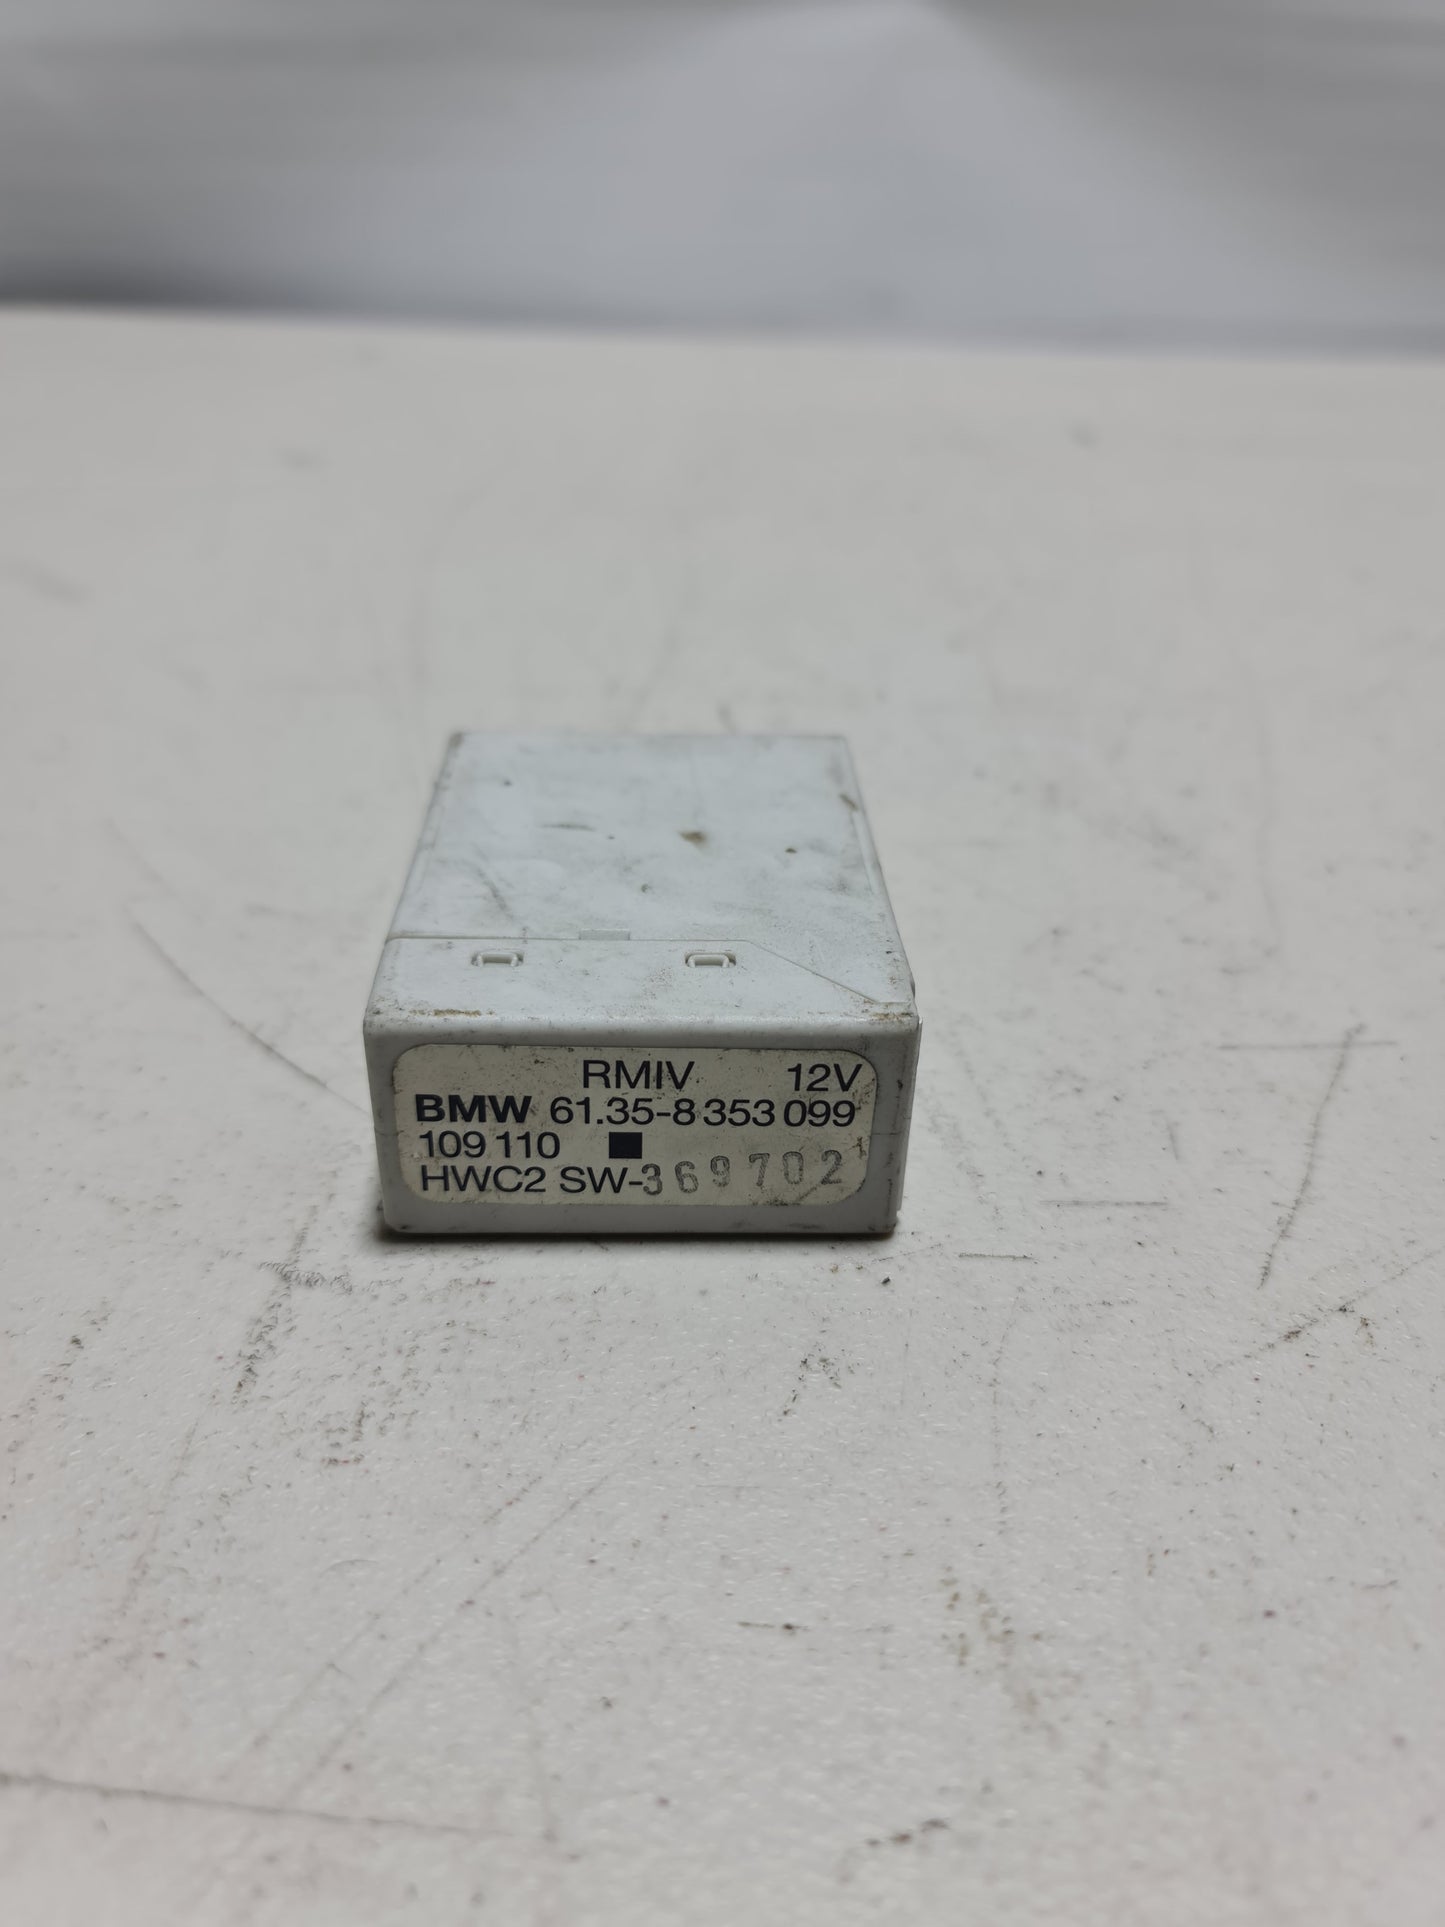 RMIV 12V
BMW 61.35-8 353 099
109 110
HWC2 SW-369702